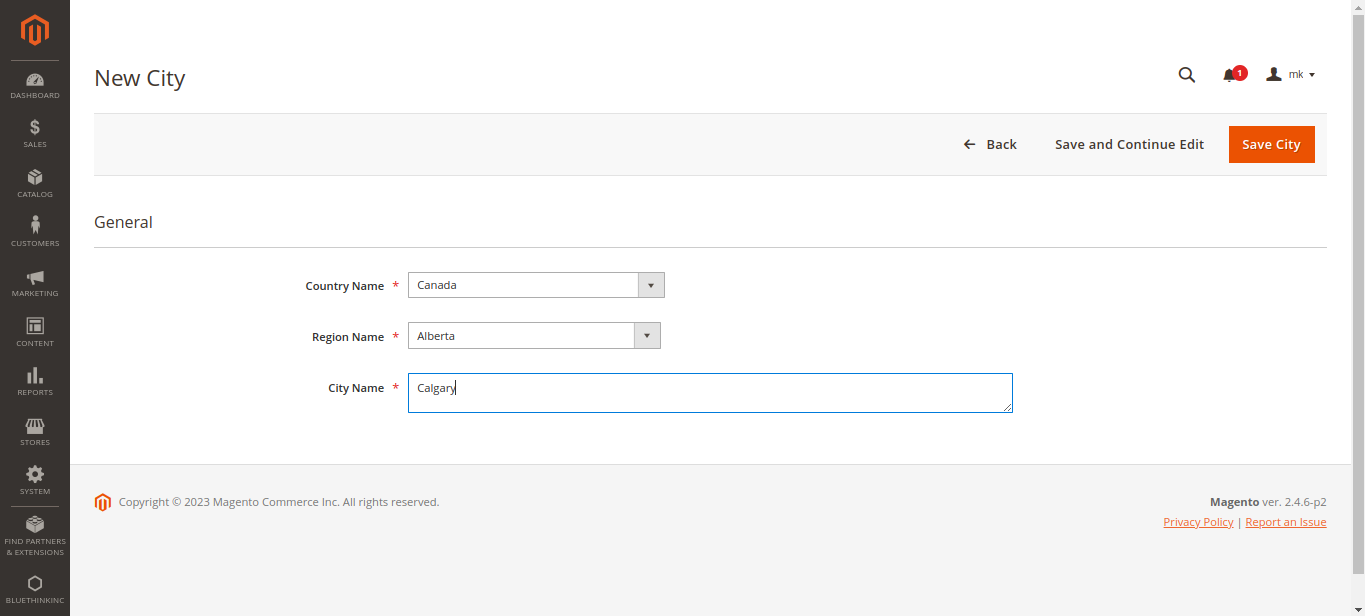 New City
1
mk
DASHBOARD
SALES
CATALOG
CUSTOMERS
MARKETING
CONTENT
REPORTS
STORES
SYSTEM
FIND PARTNERS
& EXTENSIONS
BLUETHINKINC
Back Save and Continue Edit Save City
General
Country Name * Canada
Region Name * Alberta
City Name * Calgary
Copyright © 2023 Magento Commerce Inc. All rights reserved.
Magento ver. 2.4.6-p2
Privacy Policy | Report an Issue